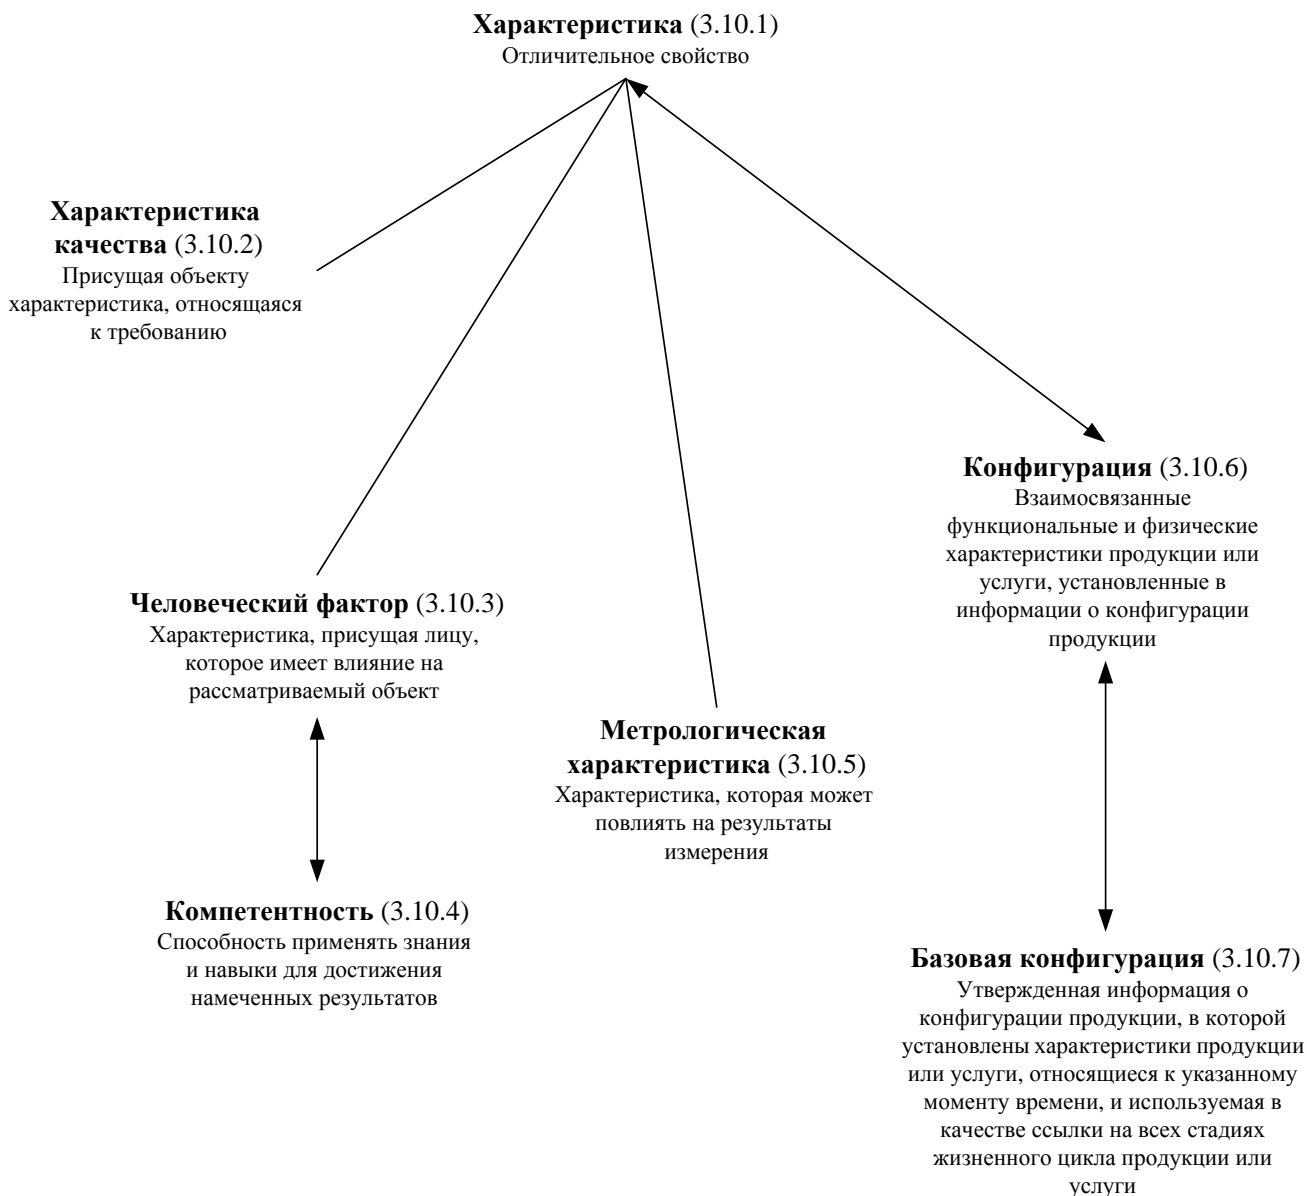 Характеристика (3.10.1)
Отличительное свойство
Характеристика
качества (3.10.2)
Присущая объекту
характеристика, относящаяся
к требованию
Конфигурация (3.10.6)
Взаимосвязанные
функциональные и физические
характеристики продукции или
услуги, установленные в
информации о конфигурации
продукции
Человеческий фактор (3.10.3)
Характеристика, присущая лицу,
которое имеет влияние на
рассматриваемый объект
Метрологическая
характеристика (3.10.5)
Характеристика, которая может
повлиять на результаты
измерения
Компетентность (3.10.4)
Способность применять знания
и навыки для достижения
намеченных результатов
Базовая конфигурация (3.10.7)
Утвержденная информация о
конфигурации продукции, в которой
установлены характеристики продукции
или услуги, относящиеся к указанному
моменту времени, и используемая в
качестве ссылки на всех стадиях
жизненного цикла продукции или
услуги